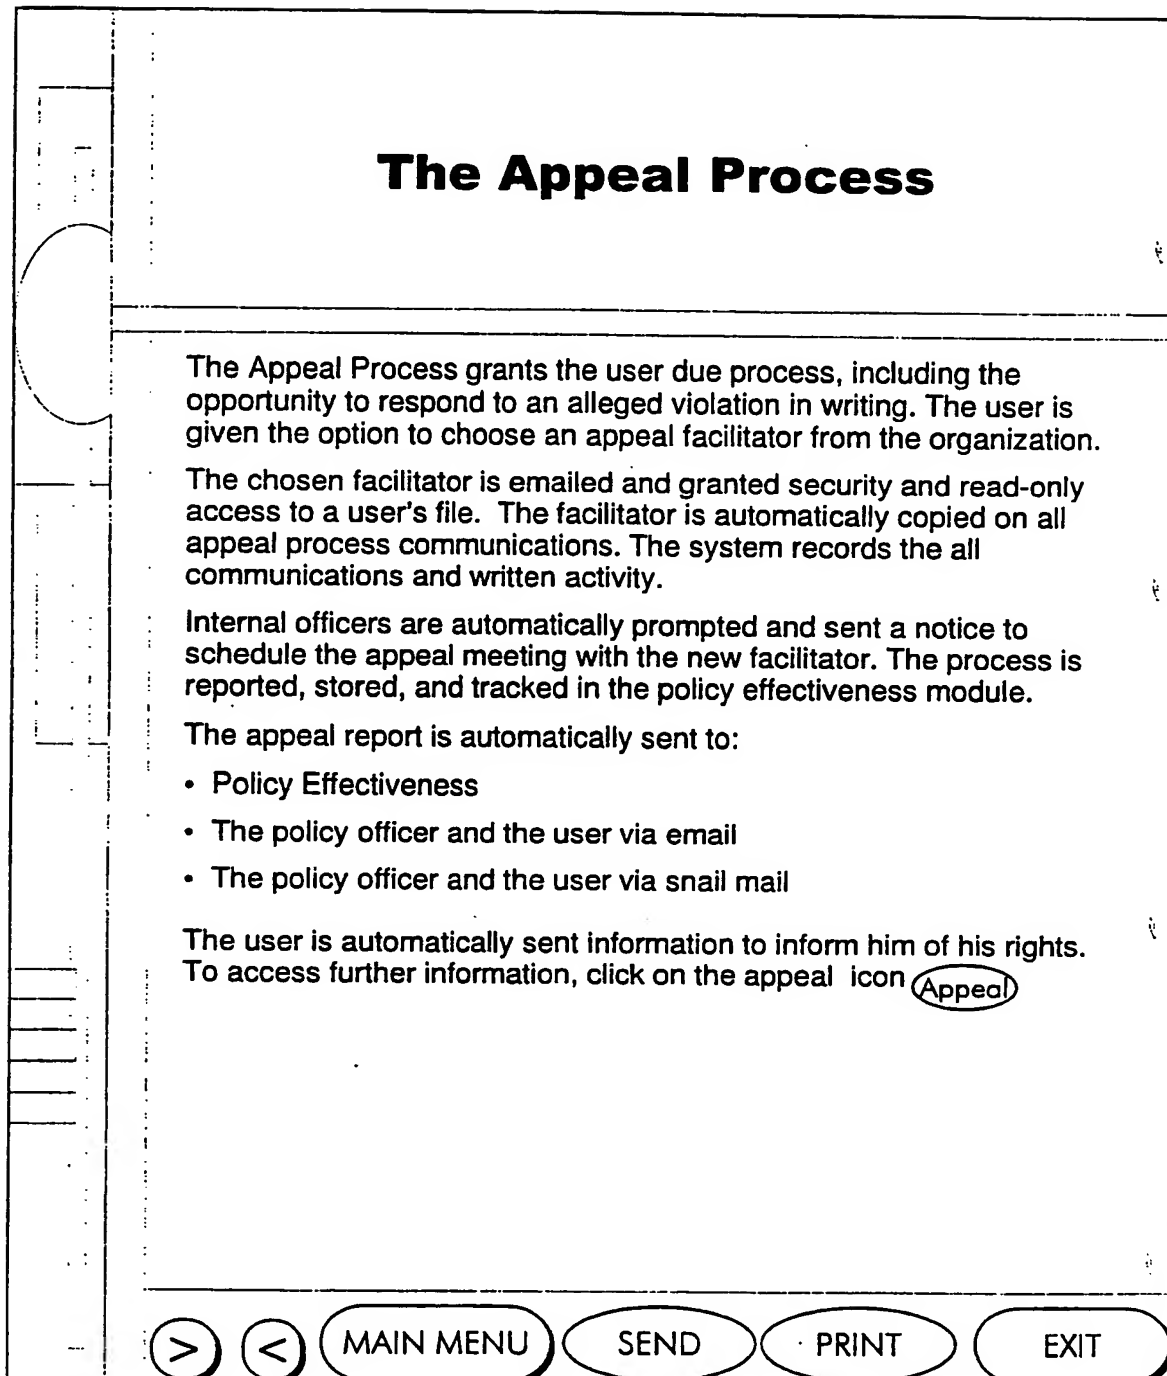 The Appeal Process
The Appeal Process grants the user due process, including the
opportunity to respond to an alleged violation in writing. The user is
given the option to choose an appeal facilitator from the organization.
The chosen facilitator is emailed and granted security and read-only
access to a user's file. The facilitator is automatically copied on all
appeal process communications. The system records the all
communications and written activity.
Internal officers are automatically prompted and sent a notice to
schedule the appeal meeting with the new facilitator. The process is
reported, stored, and tracked in the policy effectiveness module.
The appeal report is automatically sent to:
• Policy Effectiveness
• The policy officer and the user via email
• The policy officer and the user via snail mail
The user is automatically sent information to inform him of his rights.
To access further information, click on the appeal icon Appeal
> < MAIN MENU SEND PRINT EXIT